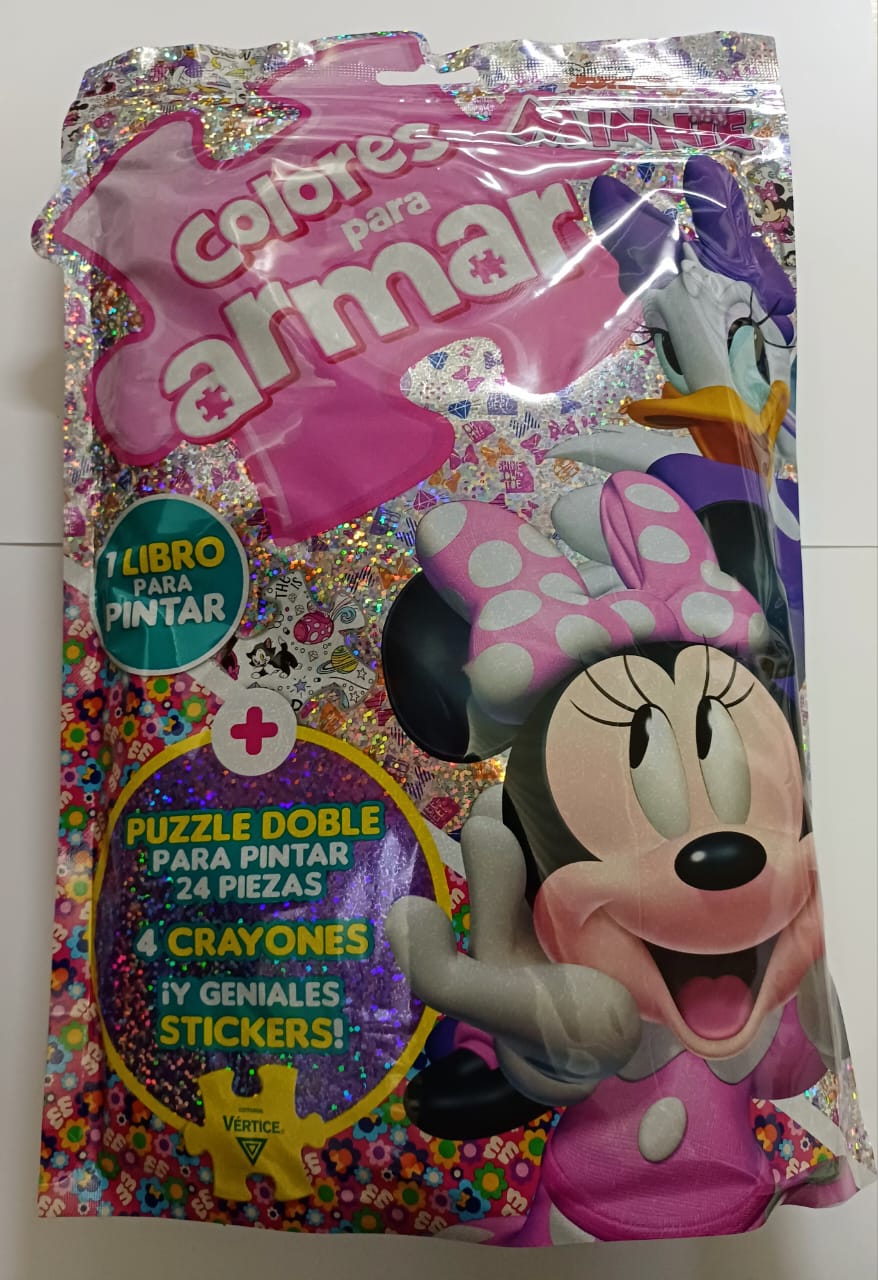 MINNIE
Colores
para
armar
1 LIBRO
PARA
PINTAR
+
PUZZLE DOBLE
PARA PINTAR
24 PIEZAS
4 CRAYONES
¡Y GENIALES
STICKERS!
EDITORIAL
VÉRTICE